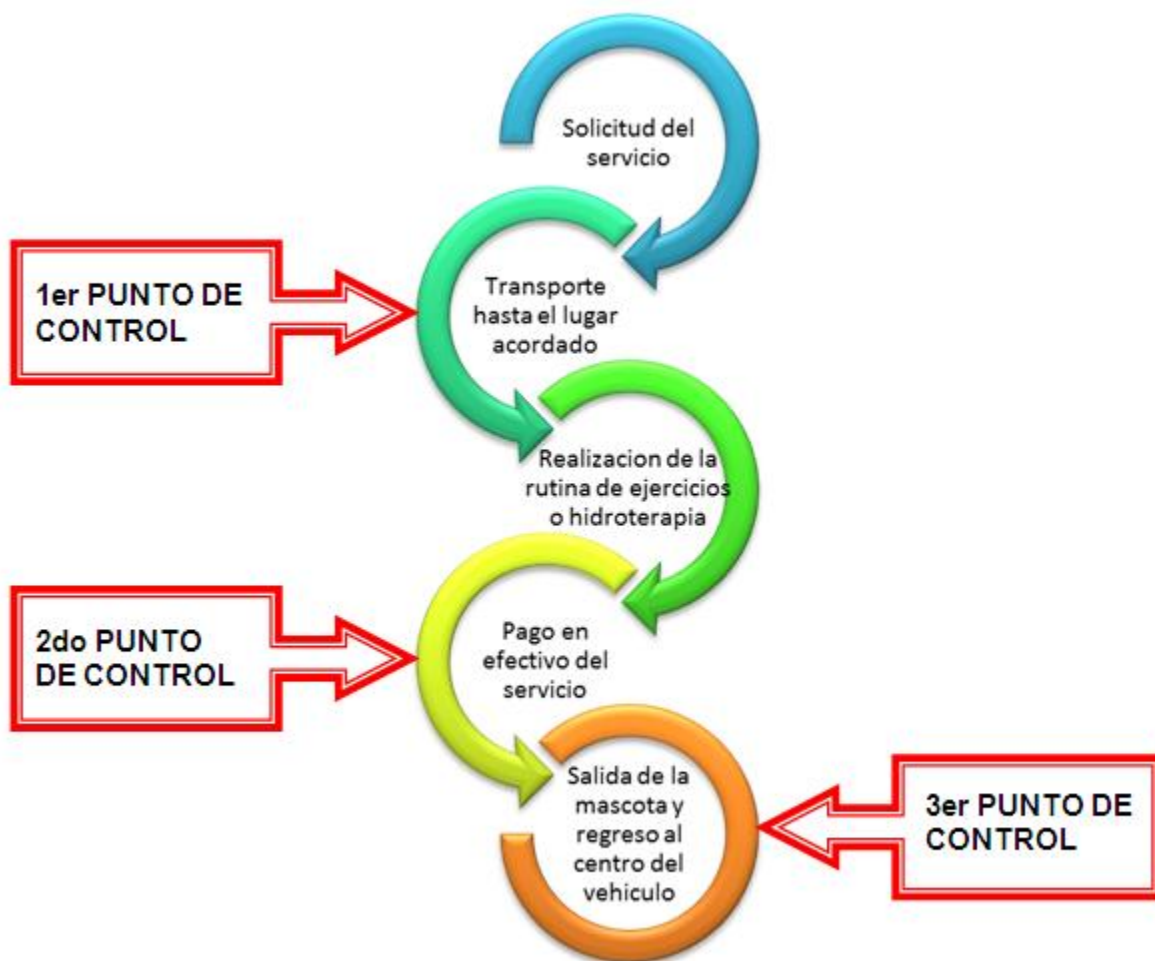 Solicitud del
servicio
1er PUNTO DE
CONTROL
Transporte
hasta el lugar
acordado
Realizacion de la
rutina de ejercicios
o hidroterapia
2do PUNTO
DE CONTROL
Pago en
efectivo del
servicio
Salida de la
mascota y
regreso al
centro del
vehiculo
3er PUNTO DE
CONTROL